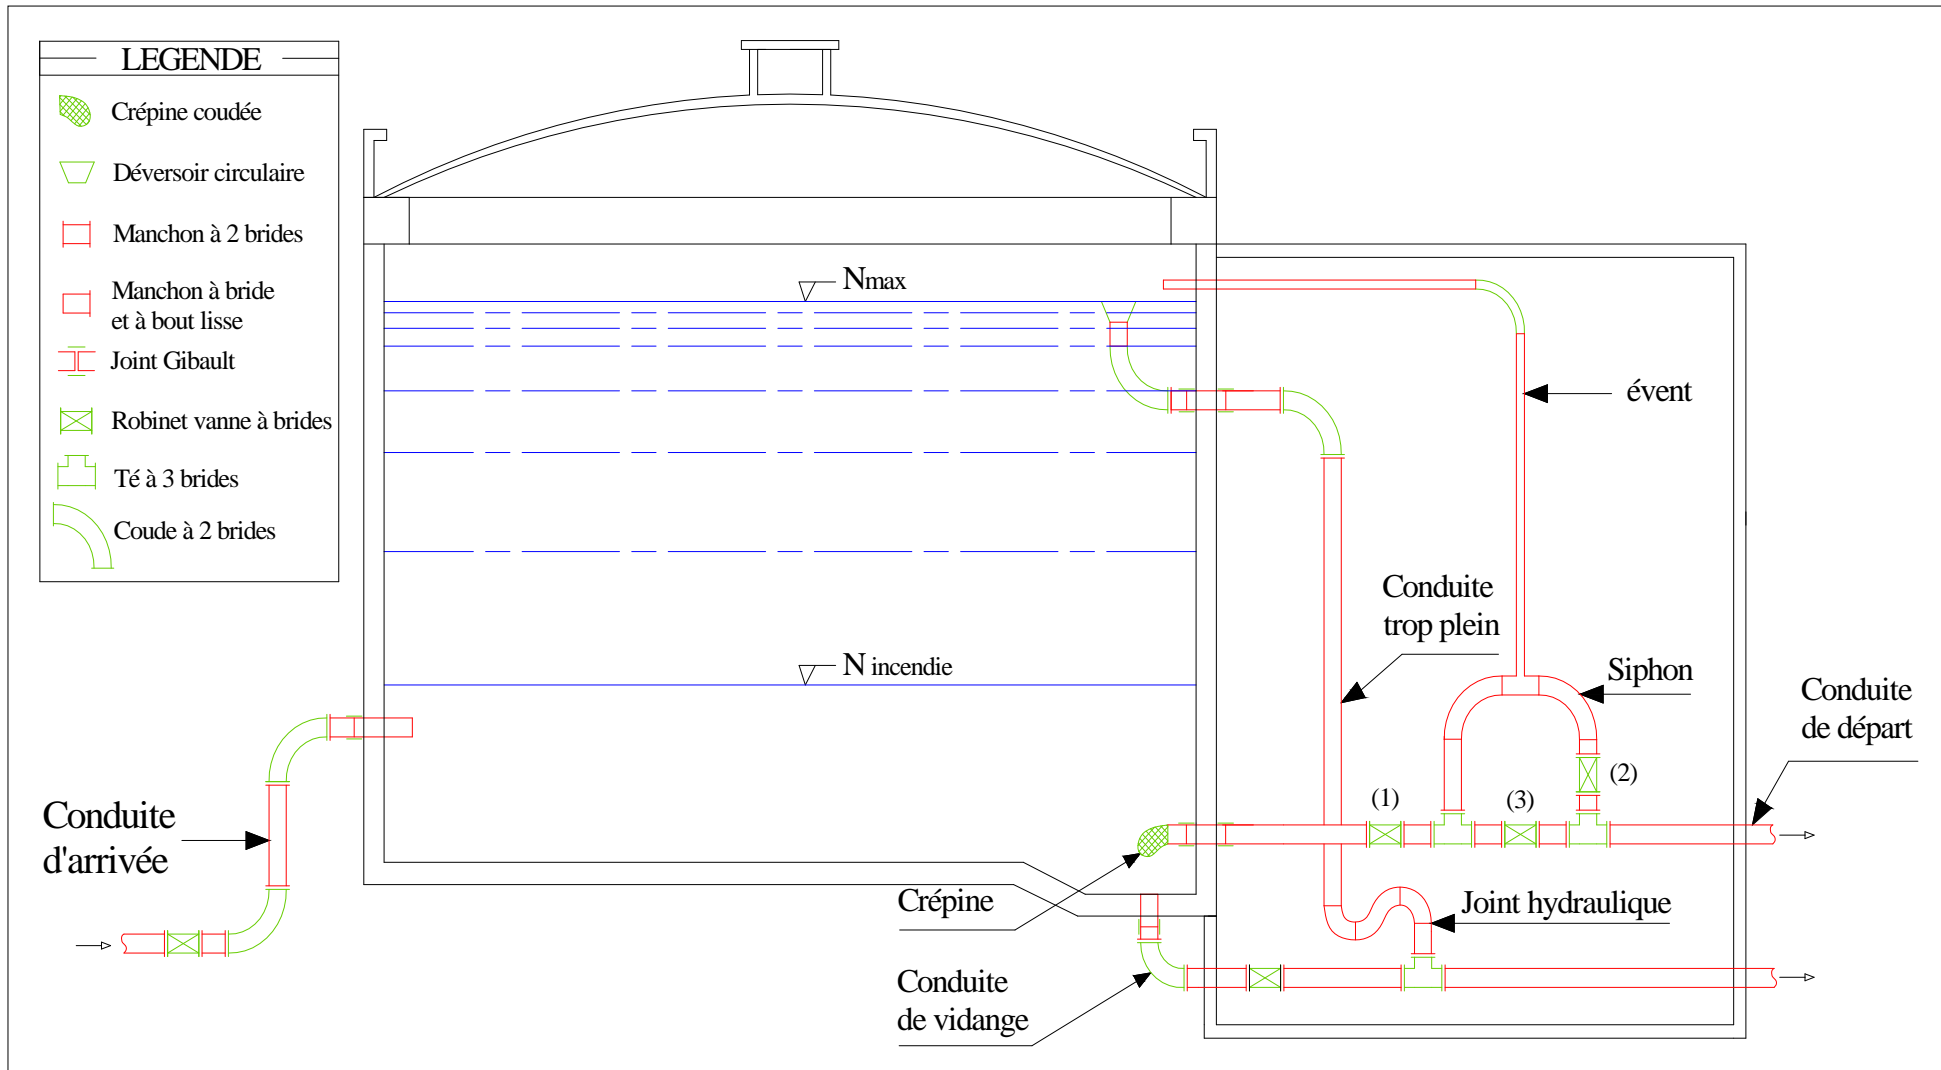 LEGENDE
Crépine coudée
Déversoir circulaire
Manchon à 2 brides
Manchon à bride
et à bout lisse
Joint Gibault
Robinet vanne à brides
Té à 3 brides
Coude à 2 brides
Nmax
évent
Conduite
trop plein
N incendie
Siphon
Conduite
de départ
(2)
(1)
(3)
Conduite
d'arrivée
Crépine
Joint hydraulique
Conduite
de vidange